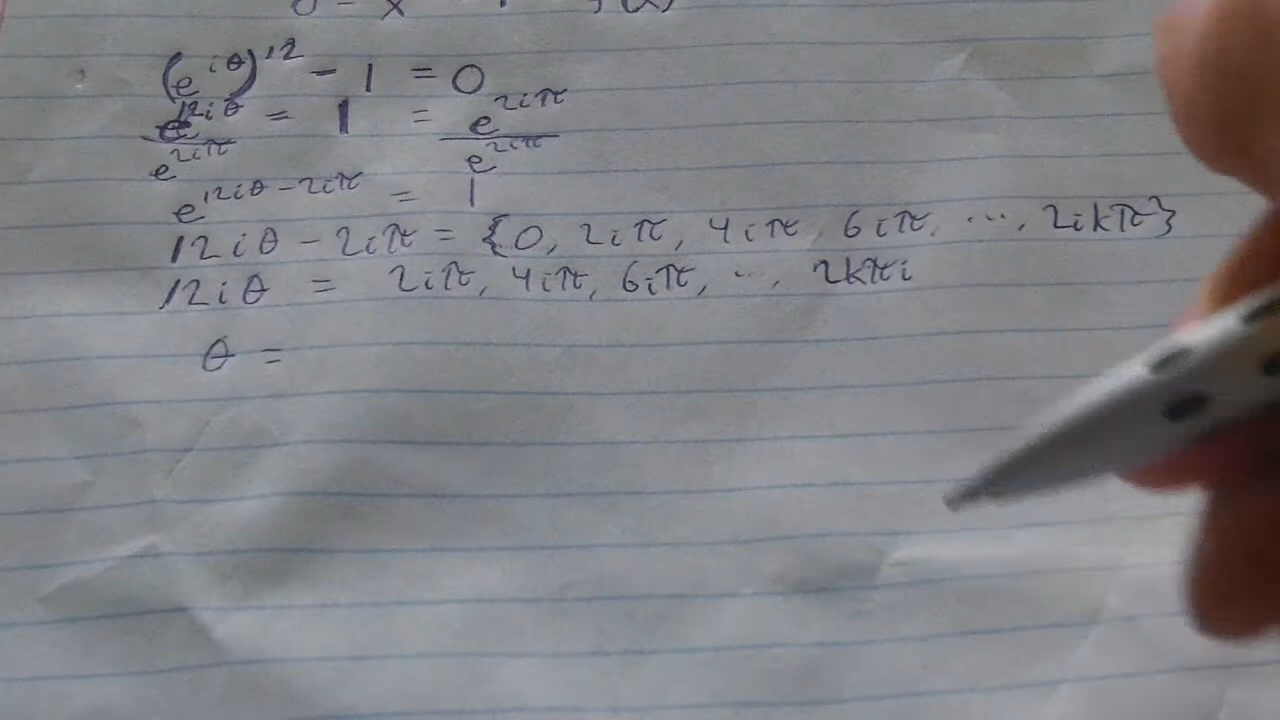 (e^{iθ})^{12} - 1 = 0
e^{12iθ}/e^{2iπ} = 1 = e^{2iπ}/e^{2iπ}
e^{12iθ-2iπ} = 1
12iθ - 2iπ = {0, 2iπ, 4iπ, 6iπ, ..., 2ikπ}
12iθ = 2iπ, 4iπ, 6iπ, ..., 2kπi
θ =